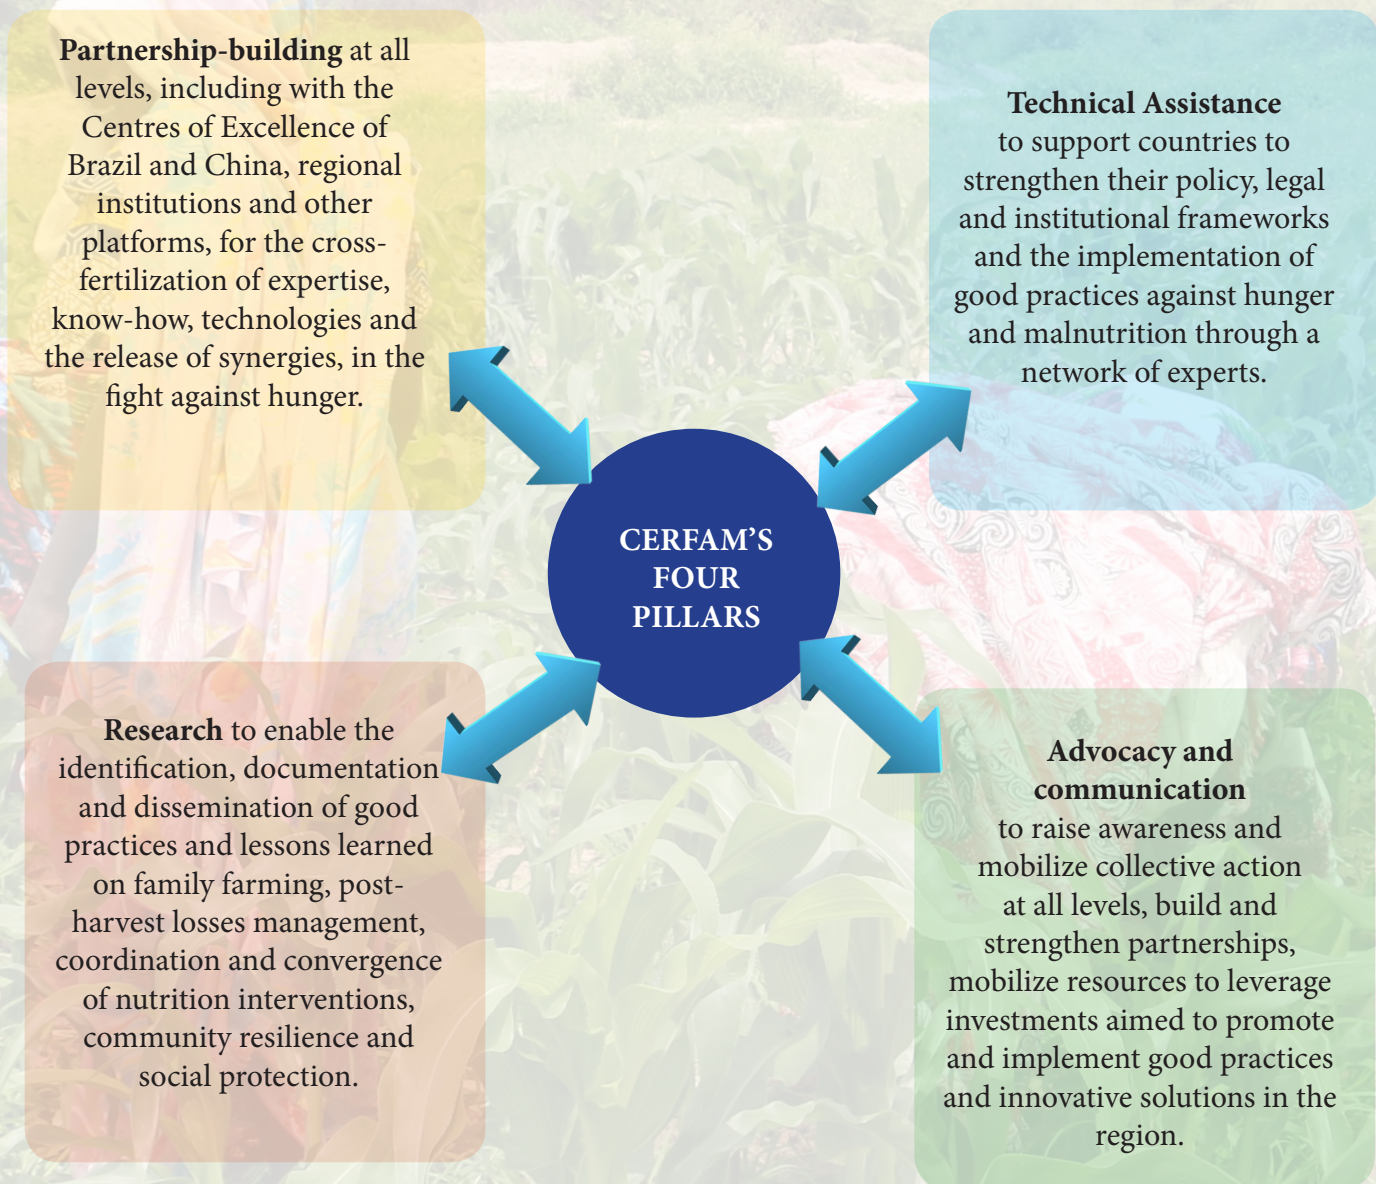 Partnership-building at all
levels, including with the
Centres of Excellence of
Brazil and China, regional
institutions and other
platforms, for the cross-
fertilization of expertise,
know-how, technologies and
the release of synergies, in the
fight against hunger.
Technical Assistance
to support countries to
strengthen their policy, legal
and institutional frameworks
and the implementation of
good practices against hunger
and malnutrition through a
network of experts.
CERFAM’S
FOUR
PILLARS
Research to enable the
identification, documentation
and dissemination of good
practices and lessons learned
on family farming, post-
harvest losses management,
coordination and convergence
of nutrition interventions,
community resilience and
social protection.
Advocacy and
communication
to raise awareness and
mobilize collective action
at all levels, build and
strengthen partnerships,
mobilize resources to leverage
investments aimed to promote
and implement good practices
and innovative solutions in the
region.